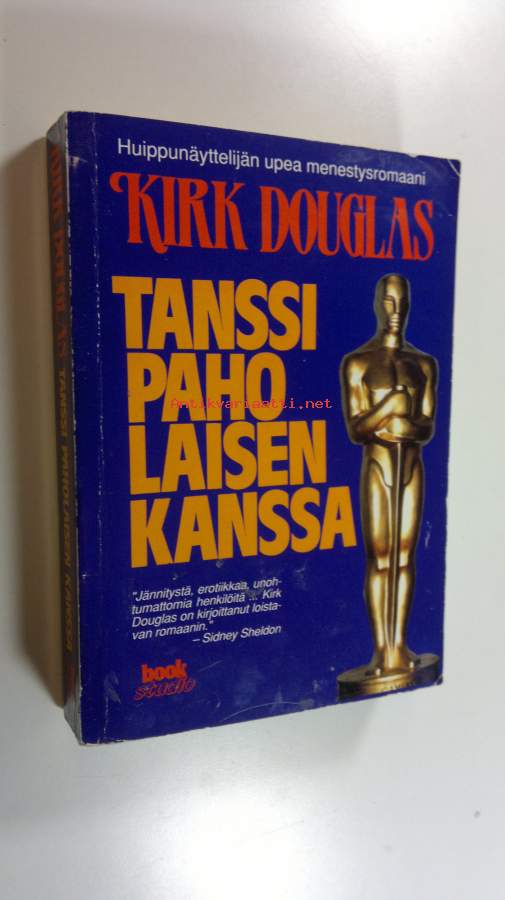 Huippunäyttelijän upea menestysromaani
KIRK DOUGLAS
TANSSI
PAHO
LAISEN
KANSSA
Antikvariaatti.net
"Jännitystä, erotiikkaa, unoh-
tumattomia henkilöitä ... Kirk
Douglas on kirjoittanut loista-
van romaanin."
– Sidney Sheldon
book
studio
KIRK DOUGLAS TANSSI PAHOLAISEN KANSSA